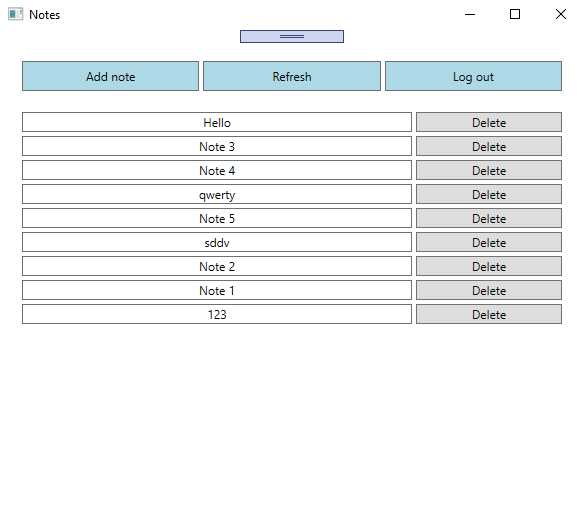 Notes
Add note Refresh Log out
Hello Delete
Note 3 Delete
Note 4 Delete
qwerty Delete
Note 5 Delete
sddv Delete
Note 2 Delete
Note 1 Delete
123 Delete